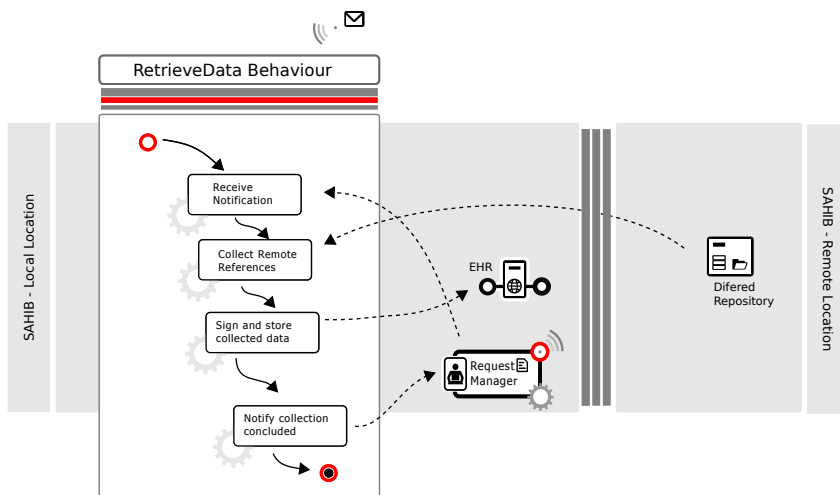 RetrieveData Behaviour
SAHIB - Local Location
Receive
Notification
Collect Remote
References
Sign and store
collected data
Notify collection
concluded
EHR
Request
Manager
Difered
Repository
SAHIB - Remote Location